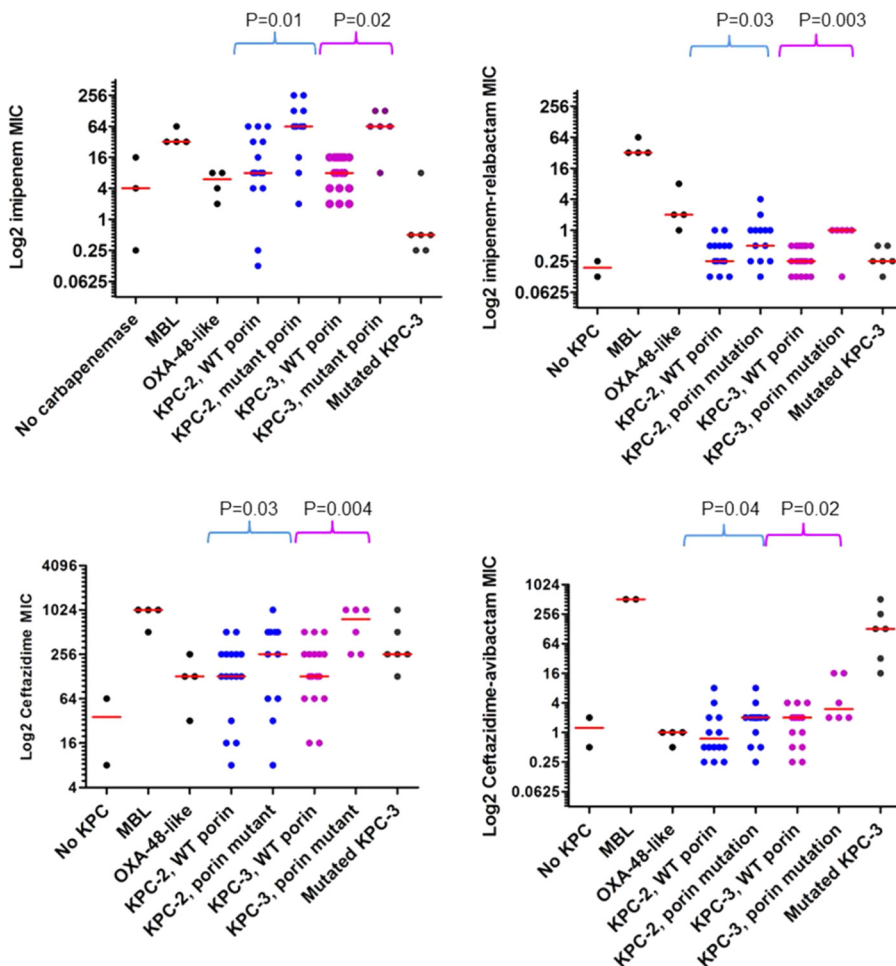 P=0.01
P=0.02
Log2 imipenem MIC
256
64
16
4
1
0.25
0.0625
No carbapenemase
MBL
OXA-48-like
KPC-2, WT porin
KPC-2, mutant porin
KPC-3, WT porin
KPC-3, mutant porin
Mutated KPC-3
P=0.03
P=0.003
Log2 imipenem-relabactam MIC
256
64
16
4
1
0.25
0.0625
No KPC
MBL
OXA-48-like
KPC-2, WT porin
KPC-2, porin mutation
KPC-3, WT porin
KPC-3, porin mutation
Mutated KPC-3
P=0.03
P=0.004
Log2 Ceftazidime MIC
4096
1024
256
64
16
4
No KPC
MBL
OXA-48-like
KPC-2, WT porin
KPC-2, porin mutant
KPC-3, WT porin
KPC-3, porin mutant
Mutated KPC-3
P=0.04
P=0.02
Log2 Ceftazidime-avibactam MIC
1024
256
64
16
4
1
0.25
0.0625
No KPC
MBL
OXA-48-like
KPC-2, WT porin
KPC-2, porin mutation
KPC-3, WT porin
KPC-3, porin mutation
Mutated KPC-3